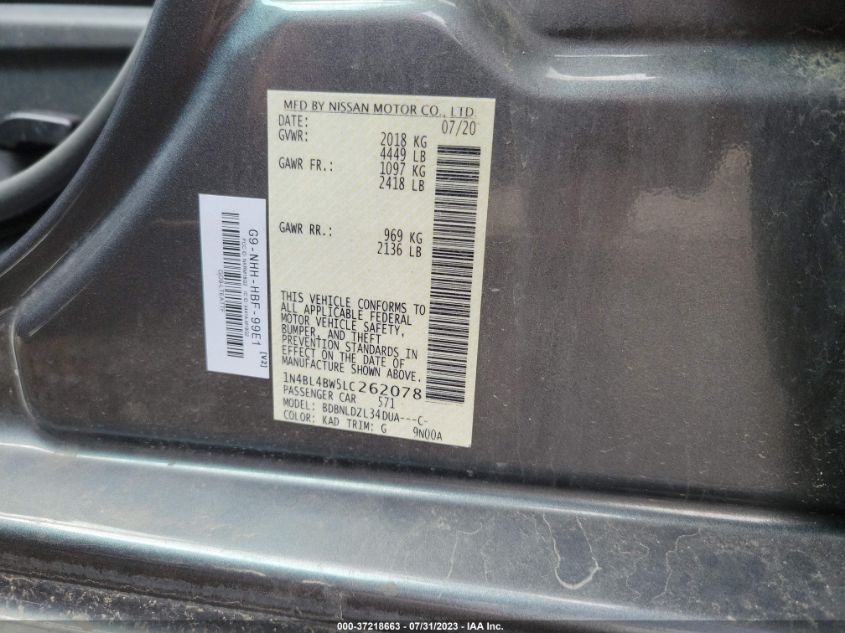 MFD BY NISSAN MOTOR CO., LTD
DATE: 07/20
GVWR: 2018 KG
4449 LB
GAWR FR.: 1097 KG
2418 LB
GAWR RR.: 969 KG
2136 LB
THIS VEHICLE CONFORMS TO
ALL APPLICABLE FEDERAL
MOTOR VEHICLE SAFETY,
BUMPER, AND THEFT
PREVENTION STANDARDS IN
EFFECT ON THE DATE OF
MANUFACTURE SHOWN ABOVE.
1N4BL4BW5LC262078
PASSENGER CAR 571
MODEL: BDBNLDZL34DUA---C-
COLOR: KAD TRIM: G 9N00A
G9-NHH-HBF-99E1 [V2]
000-37218663 - 07/31/2023 - IAA Inc.